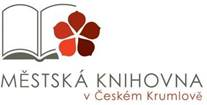 MĚSTSKÁ KNIHOVNA
v Českém Krumlově